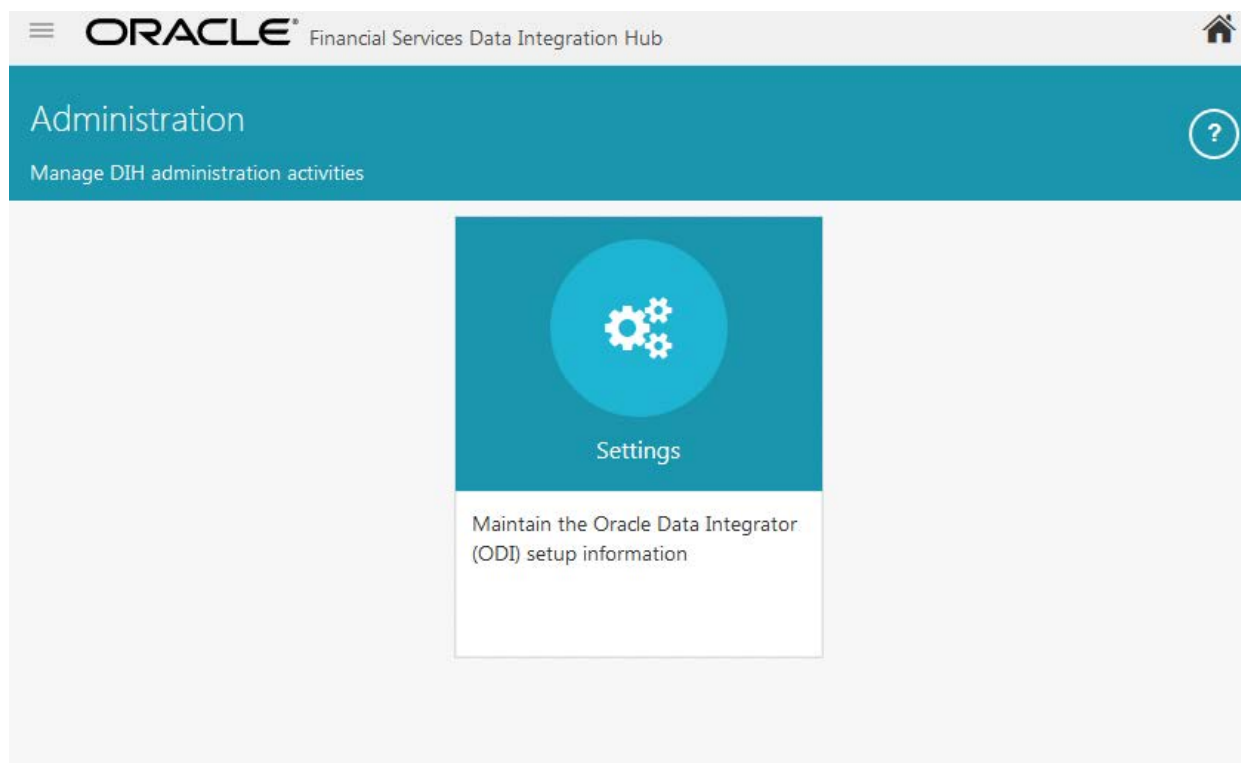 ORACLE® Financial Services Data Integration Hub
Administration
?
Manage DIH administration activities
Settings
Maintain the Oracle Data Integrator
(ODI) setup information